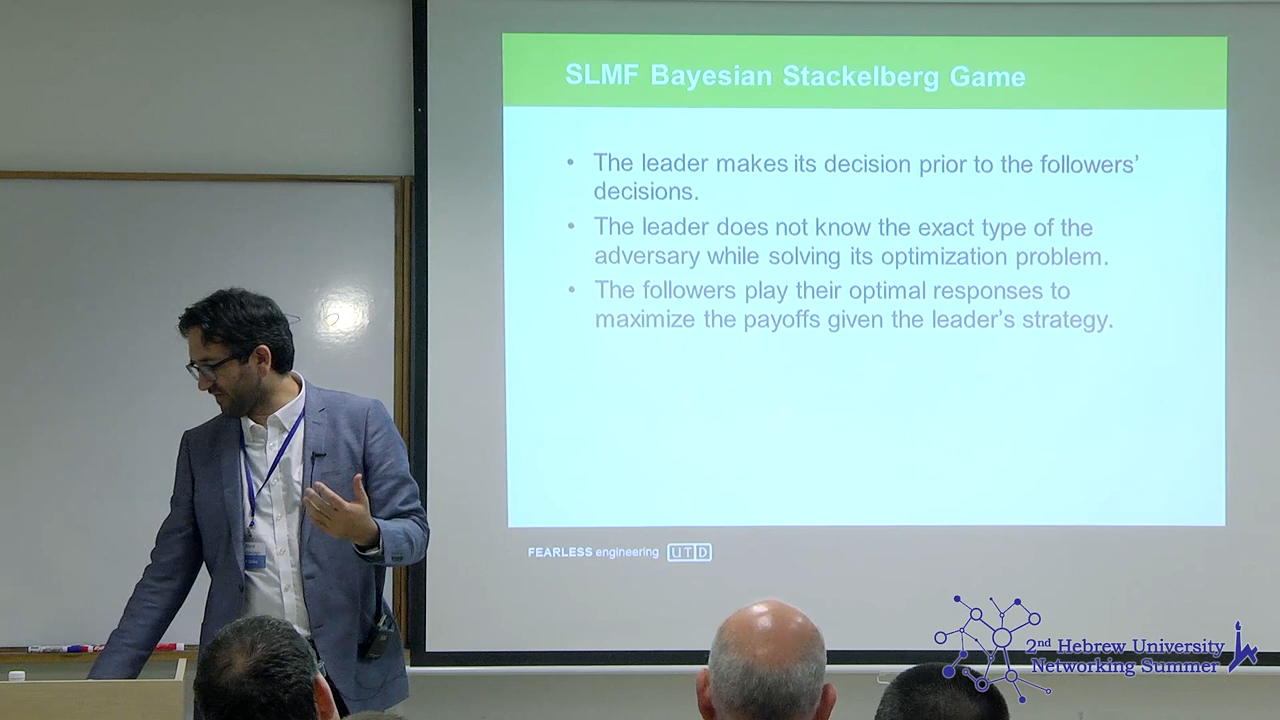 SLMF Bayesian Stackelberg Game
• The leader makes its decision prior to the followers’
decisions.
• The leader does not know the exact type of the
adversary while solving its optimization problem.
• The followers play their optimal responses to
maximize the payoffs given the leader’s strategy.
FEARLESS engineering UTD
2nd Hebrew University
Networking Summer